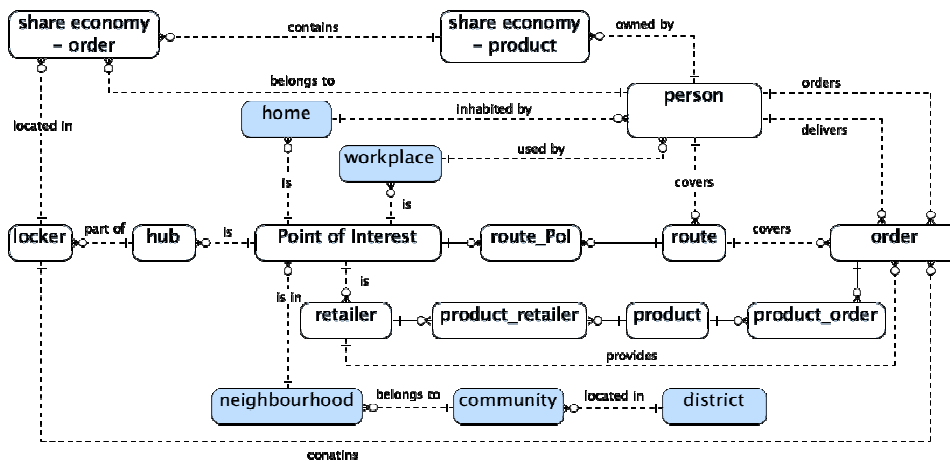 share economy
– order
contains
share economy
– product
owned by
belongs to
person
orders
home
inhabited by
located in
delivers
workplace
used by
is
covers
is
locker
part of
hub
is
Point of Interest
route_PoI
route
covers
order
is in
is
retailer
product_retailer
product
product_order
provides
neighbourhood
belongs to
community
located in
district
conatins